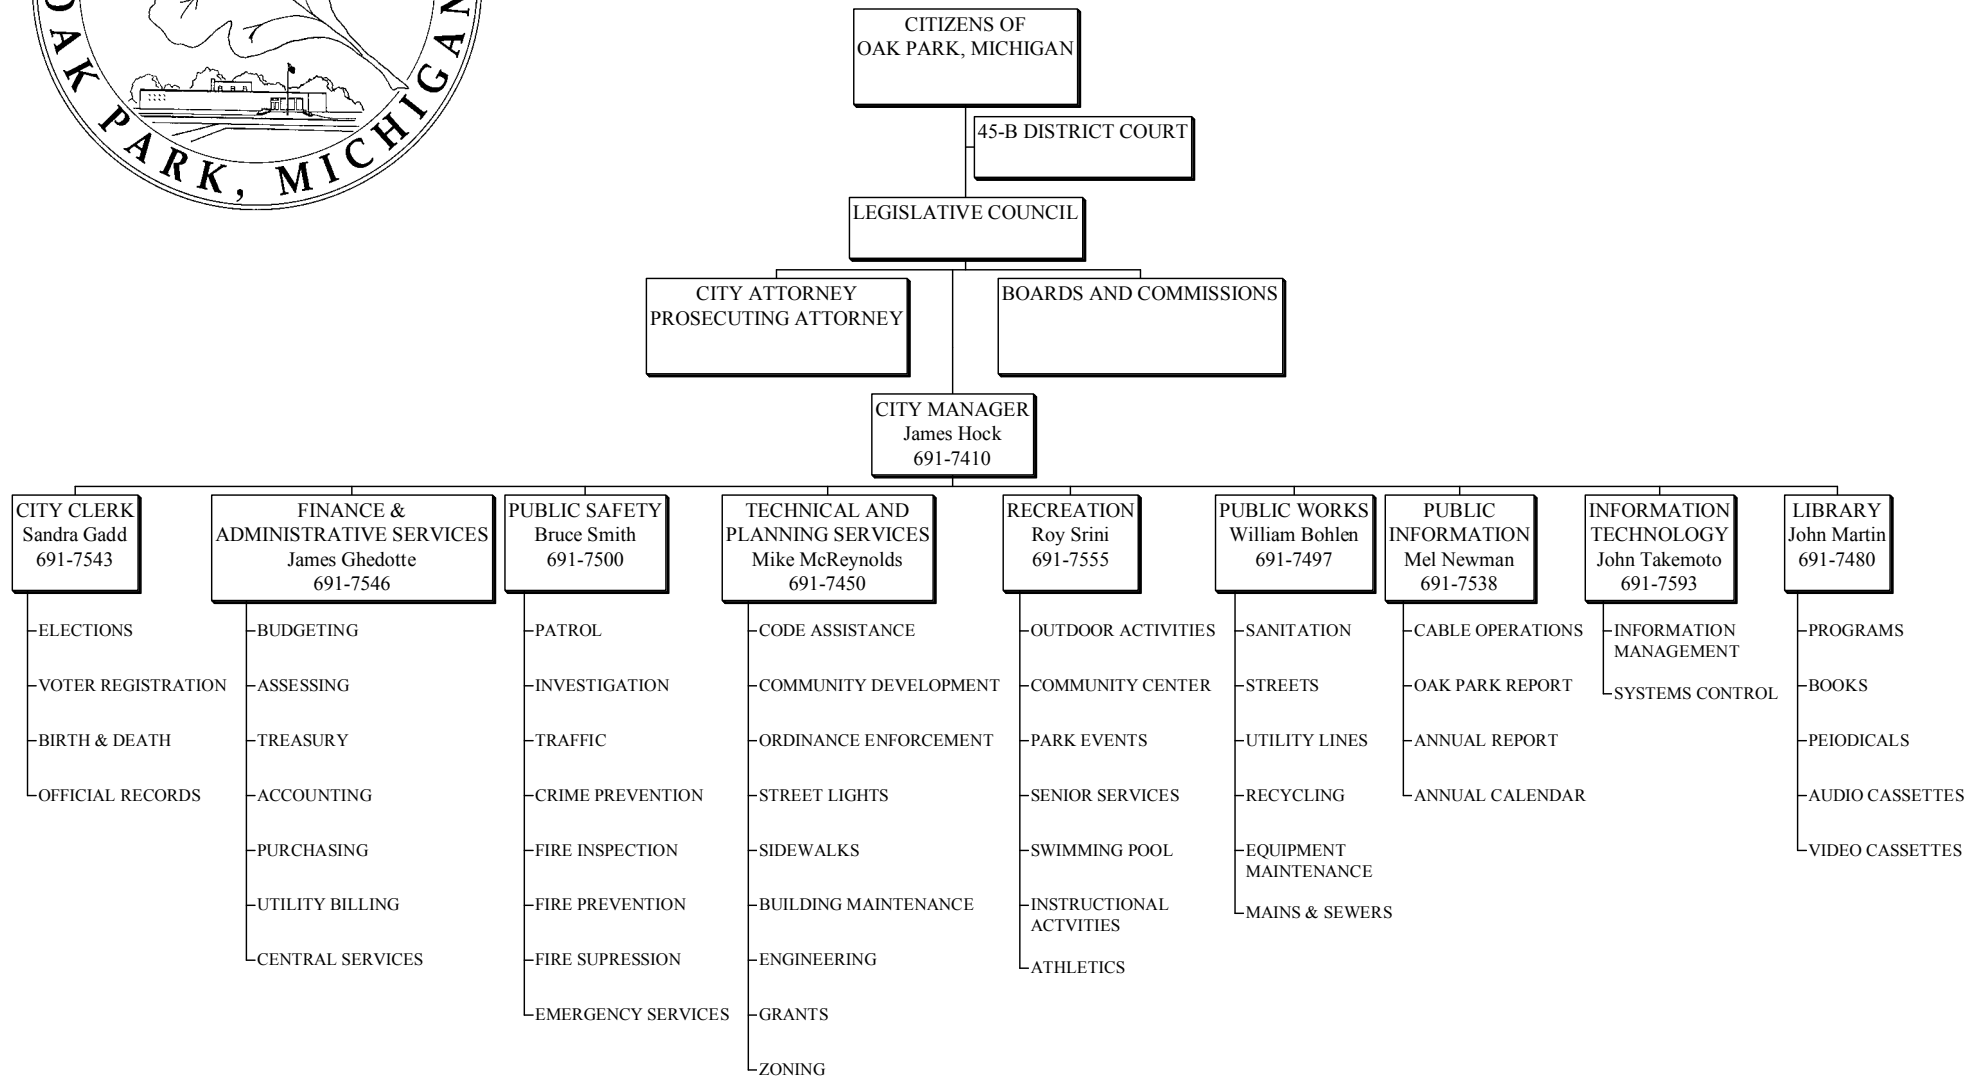 OAK PARK, MICHIGAN
CITIZENS OF
OAK PARK, MICHIGAN
45-B DISTRICT COURT
LEGISLATIVE COUNCIL
CITY ATTORNEY
PROSECUTING ATTORNEY
BOARDS AND COMMISSIONS
CITY MANAGER
James Hock
691-7410
CITY CLERK
Sandra Gadd
691-7543
ELECTIONS
VOTER REGISTRATION
BIRTH & DEATH
OFFICIAL RECORDS
FINANCE &
ADMINISTRATIVE SERVICES
James Ghedotte
691-7546
BUDGETING
ASSESSING
TREASURY
ACCOUNTING
PURCHASING
UTILITY BILLING
CENTRAL SERVICES
PUBLIC SAFETY
Bruce Smith
691-7500
PATROL
INVESTIGATION
TRAFFIC
CRIME PREVENTION
FIRE INSPECTION
FIRE PREVENTION
FIRE SUPRESSION
EMERGENCY SERVICES
TECHNICAL AND
PLANNING SERVICES
Mike McReynolds
691-7450
CODE ASSISTANCE
COMMUNITY DEVELOPMENT
ORDINANCE ENFORCEMENT
STREET LIGHTS
SIDEWALKS
BUILDING MAINTENANCE
ENGINEERING
GRANTS
ZONING
RECREATION
Roy Srini
691-7555
OUTDOOR ACTIVITIES
COMMUNITY CENTER
PARK EVENTS
SENIOR SERVICES
SWIMMING POOL
INSTRUCTIONAL
ACTVITIES
ATHLETICS
PUBLIC WORKS
William Bohlen
691-7497
SANITATION
STREETS
UTILITY LINES
RECYCLING
EQUIPMENT
MAINTENANCE
MAINS & SEWERS
PUBLIC
INFORMATION
Mel Newman
691-7538
CABLE OPERATIONS
OAK PARK REPORT
ANNUAL REPORT
ANNUAL CALENDAR
INFORMATION
TECHNOLOGY
John Takemoto
691-7593
INFORMATION
MANAGEMENT
SYSTEMS CONTROL
LIBRARY
John Martin
691-7480
PROGRAMS
BOOKS
PEIODICALS
AUDIO CASSETTES
VIDEO CASSETTES